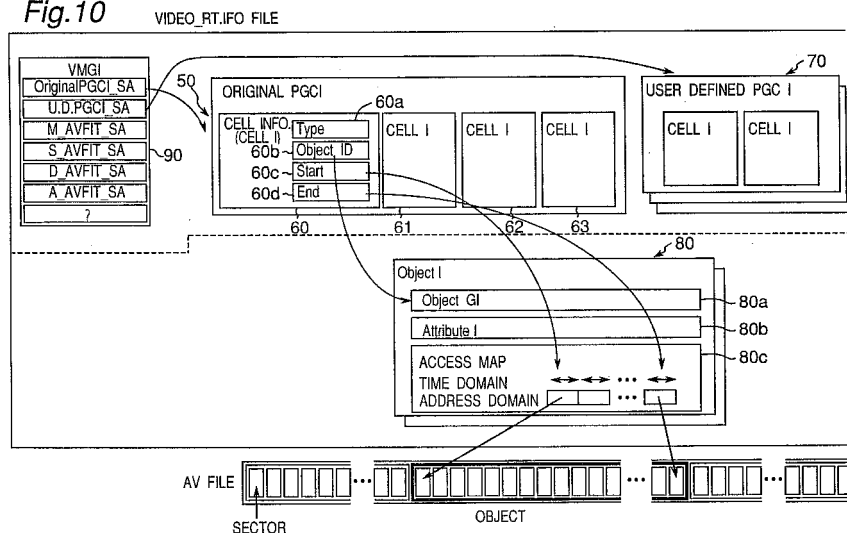 Fig.10
VIDEO_RT.IFO FILE
VMGI
OriginalPGCI_SA
U.D.PGCI_SA
M_AVFIT_SA
S_AVFIT_SA
D_AVFIT_SA
A_AVFIT_SA
?
90
50
ORIGINAL PGCI
60a
CELL INFO.
(CELL I)
Type
60b
Object_ID
60c
Start
60d
End
CELL I
CELL I
CELL I
60
61
62
63
70
USER DEFINED PGC I
CELL I
CELL I
80
Object I
Object GI
80a
Attribute I
80b
ACCESS MAP
80c
TIME DOMAIN
•••
ADDRESS DOMAIN
•••
AV FILE
•••
•••
•••
SECTOR
OBJECT